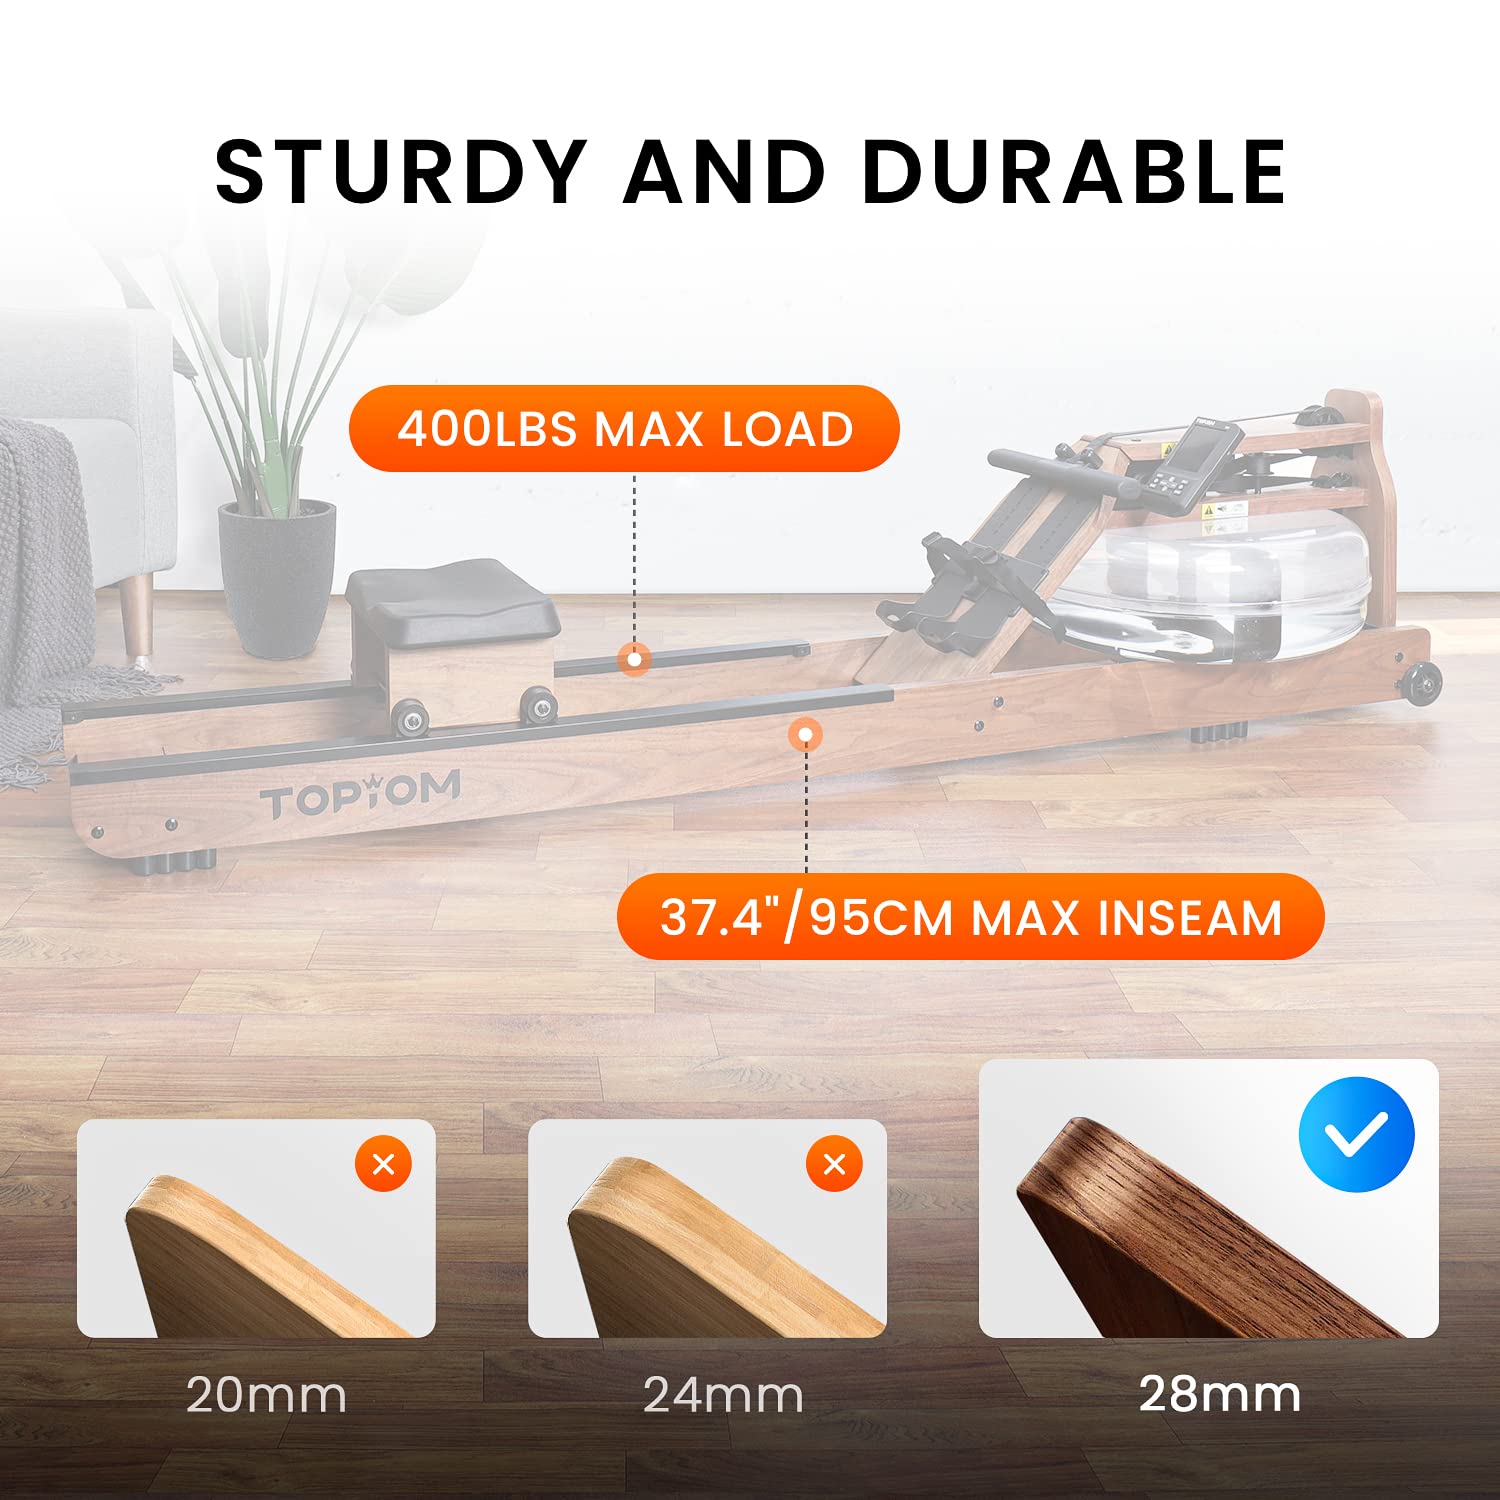 STURDY AND DURABLE
400LBS MAX LOAD
TOPIOM
37.4"/95CM MAX INSEAM
20mm
24mm
28mm